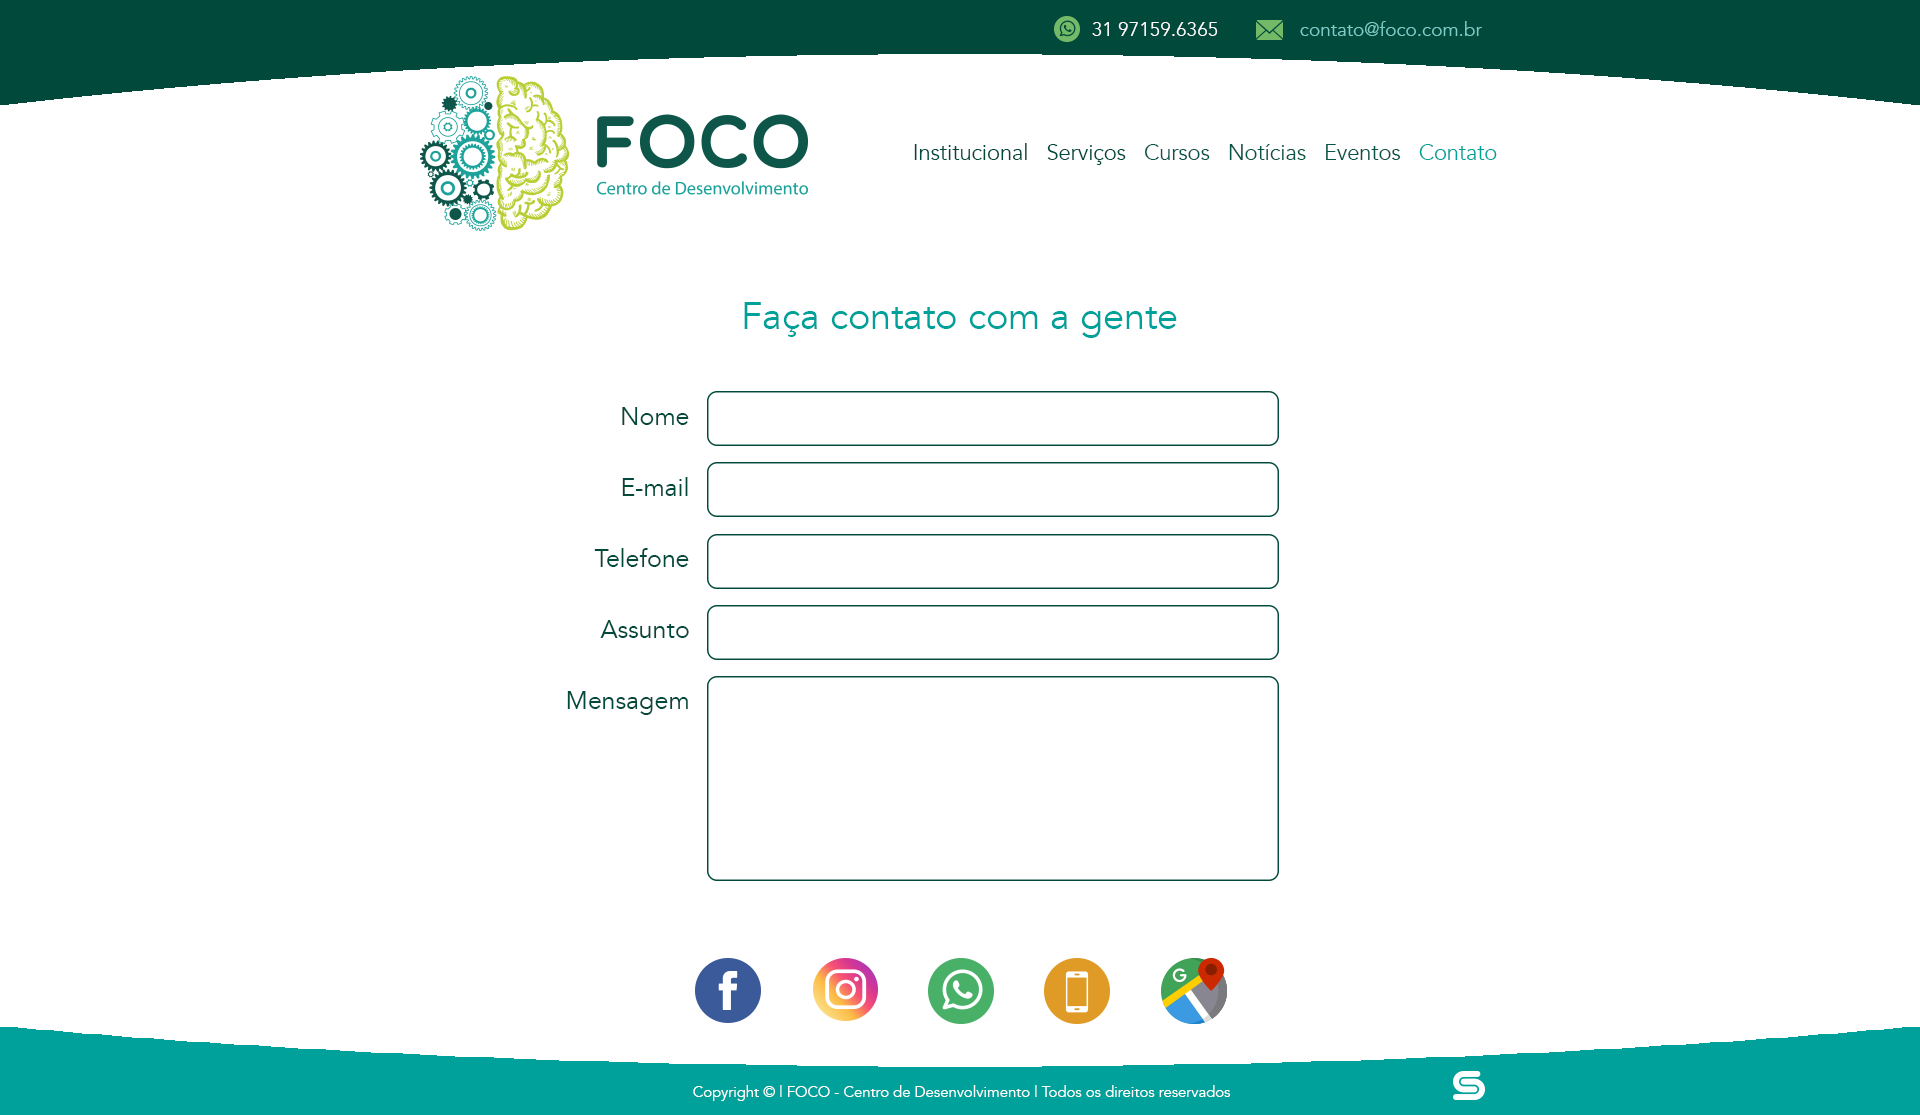 31 97159.6365 contato@foco.com.br
FOCO
Centro de Desenvolvimento
Institucional Serviços Cursos Notícias Eventos Contato
Faça contato com a gente
Nome
E-mail
Telefone
Assunto
Mensagem
Copyright © | FOCO - Centro de Desenvolvimento | Todos os direitos reservados